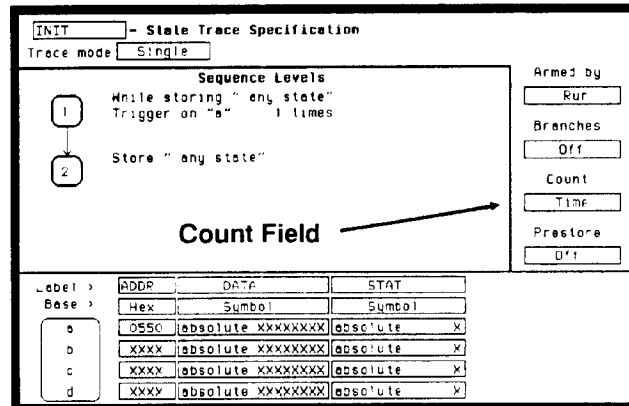 INIT - State Trace Specification
Trace mode Single
Sequence Levels
1
While storing " any state"
Trigger on "a" 1 times
2
Store " any state"
Armed by
Run
Branches
Off
Count
Time
Prestore
Off
Count Field
Label > ADDR DATA STAT
Base > Hex Symbol Symbol
a 0550 absolute XXXXXXXX absolute X
b XXXX absolute XXXXXXXX absolute X
c XXXX absolute XXXXXXXX absolute X
d XXXX absolute XXXXXXXX absolute X